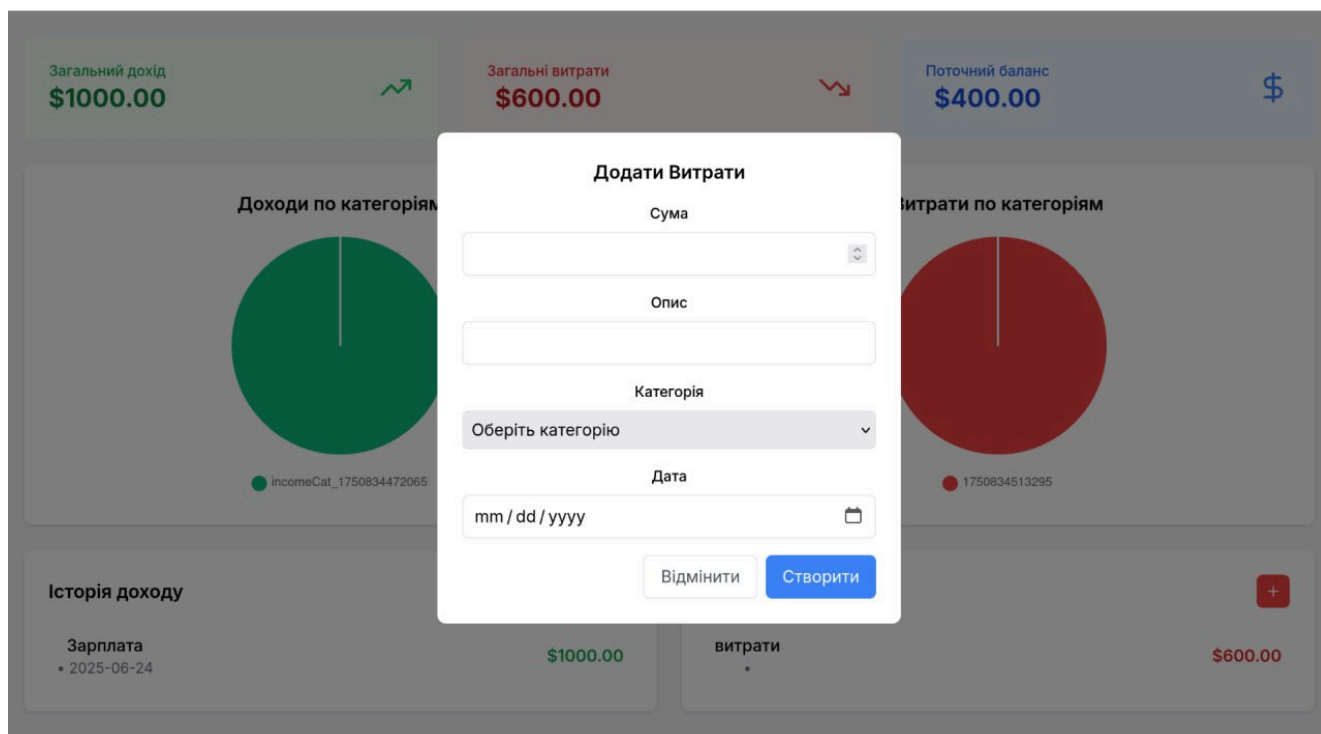 Загальний дохід
$1000.00
Загальні витрати
$600.00
Поточний баланс
$400.00
Доходи по категоріям
итрати по категоріям
incomeCat_1750834472065
1750834513295
Додати Витрати
Сума
Опис
Категорія
Оберіть категорію
Дата
mm/dd/yyyy
Відмінити
Створити
Історія доходу
Зарплата
• 2025-06-24
$1000.00
+
витрати
•
$600.00